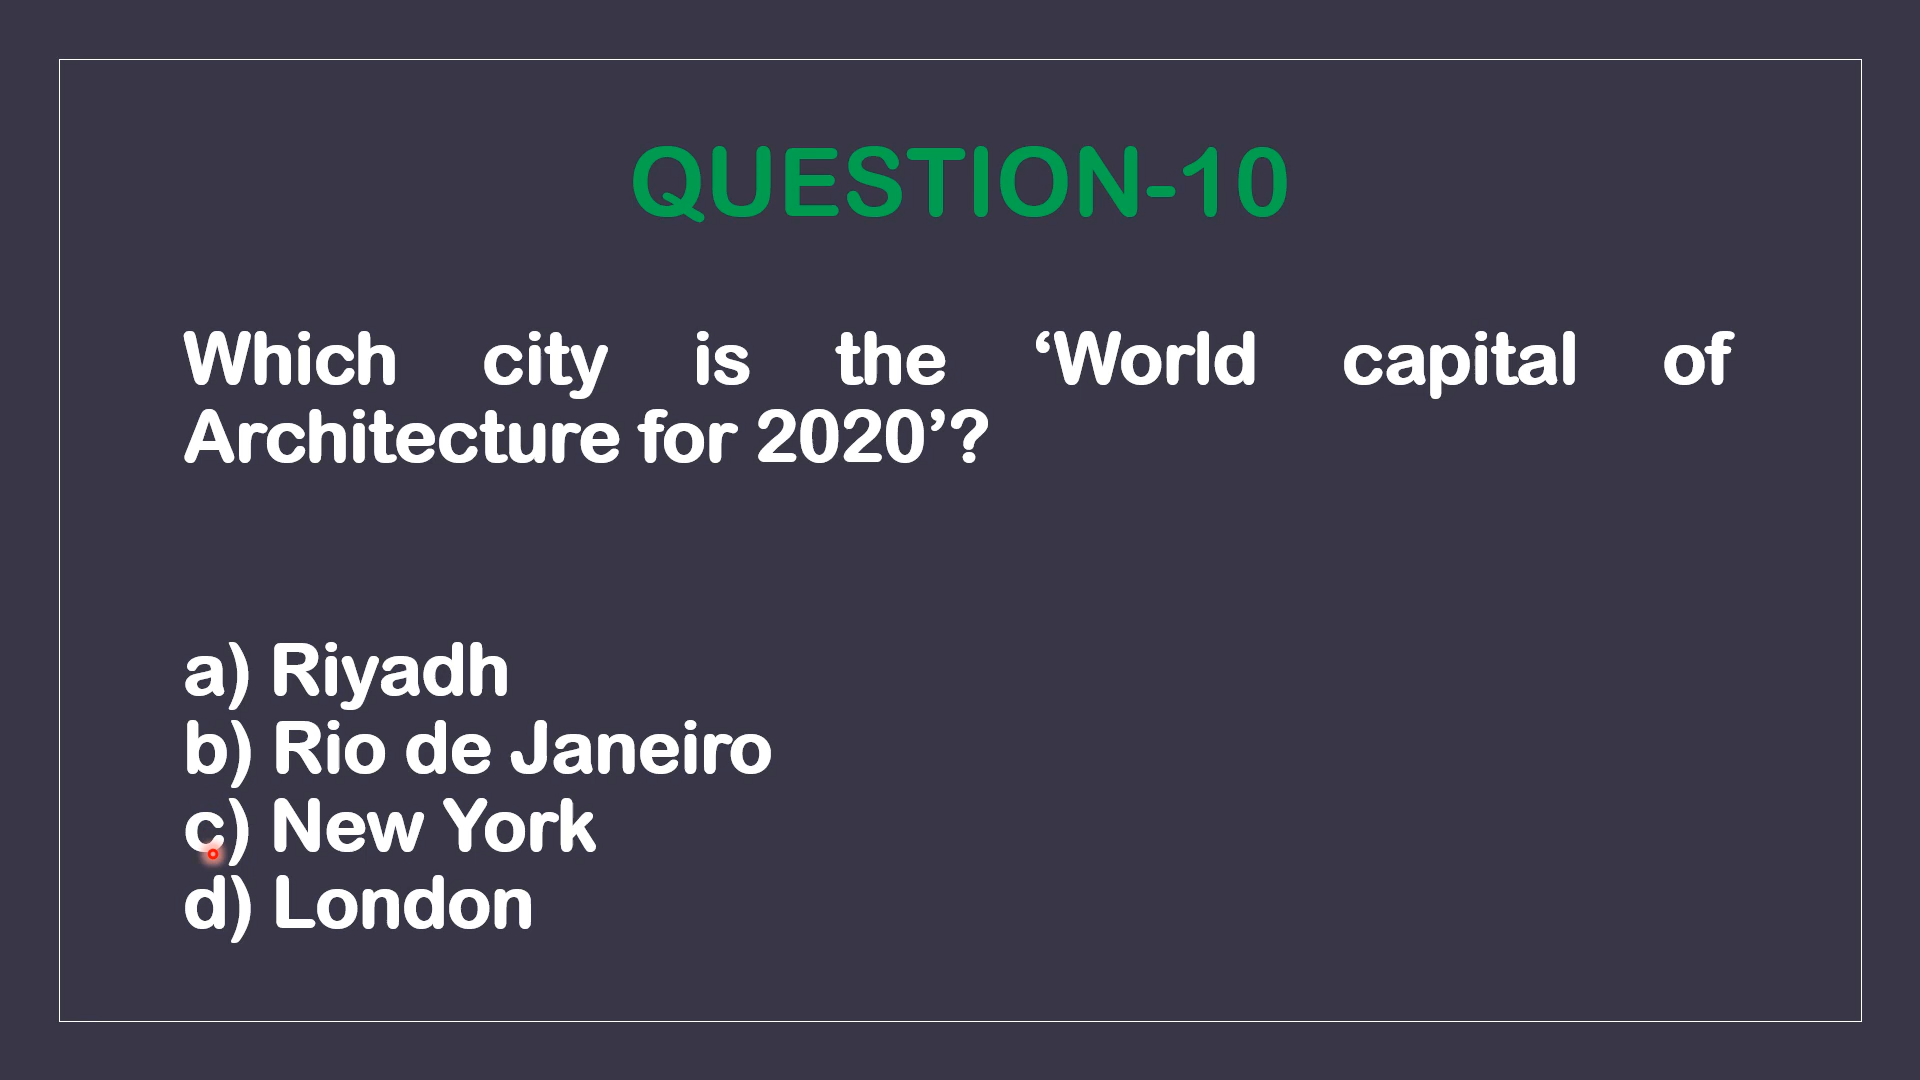 QUESTION-10
Which city is the ‘World capital of
Architecture for 2020’?
a) Riyadh
b) Rio de Janeiro
c) New York
d) London